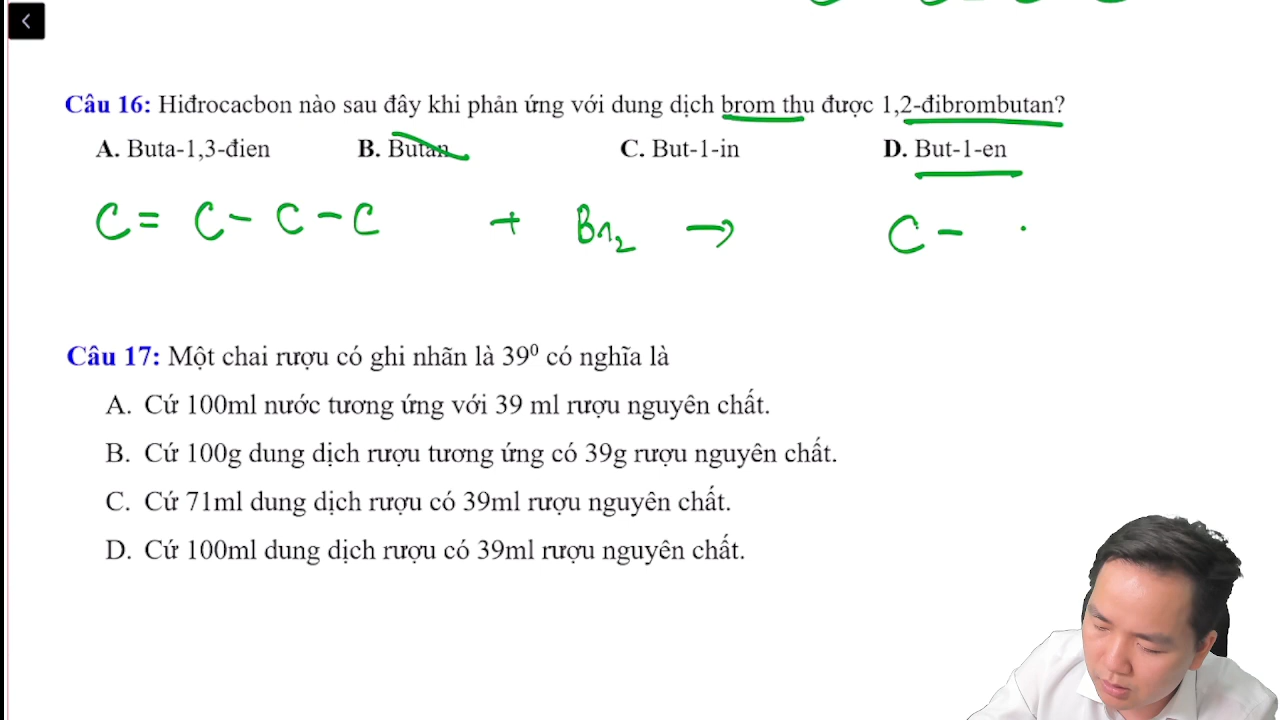 Câu 16: Hiđrocacbon nào sau đây khi phản ứng với dung dịch brom thu được 1,2-đibrombutan?
A. Buta-1,3-đien B. Butan C. But-1-in D. But-1-en
C = C - C - C + Br₂ → C -
Câu 17: Một chai rượu có ghi nhãn là 39⁰ có nghĩa là
A. Cứ 100ml nước tương ứng với 39 ml rượu nguyên chất.
B. Cứ 100g dung dịch rượu tương ứng có 39g rượu nguyên chất.
C. Cứ 71ml dung dịch rượu có 39ml rượu nguyên chất.
D. Cứ 100ml dung dịch rượu có 39ml rượu nguyên chất.